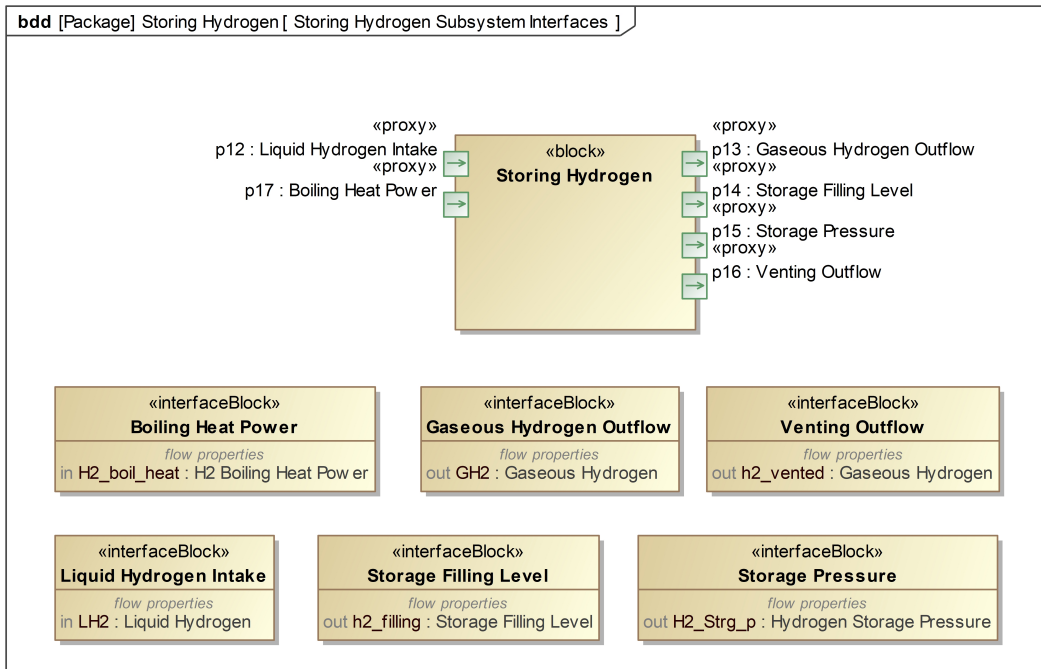 bdd [Package] Storing Hydrogen [ Storing Hydrogen Subsystem Interfaces ]
«proxy»
p12 : Liquid Hydrogen Intake
«proxy»
p17 : Boiling Heat Power
«block»
Storing Hydrogen
«proxy»
p13 : Gaseous Hydrogen Outflow
«proxy»
p14 : Storage Filling Level
«proxy»
p15 : Storage Pressure
«proxy»
p16 : Venting Outflow
«interfaceBlock»
Boiling Heat Power
flow properties
in H2_boil_heat : H2 Boiling Heat Power
«interfaceBlock»
Gaseous Hydrogen Outflow
flow properties
out GH2 : Gaseous Hydrogen
«interfaceBlock»
Venting Outflow
flow properties
out h2_vented : Gaseous Hydrogen
«interfaceBlock»
Liquid Hydrogen Intake
flow properties
in LH2 : Liquid Hydrogen
«interfaceBlock»
Storage Filling Level
flow properties
out h2_filling : Storage Filling Level
«interfaceBlock»
Storage Pressure
flow properties
out H2_Strg_p : Hydrogen Storage Pressure